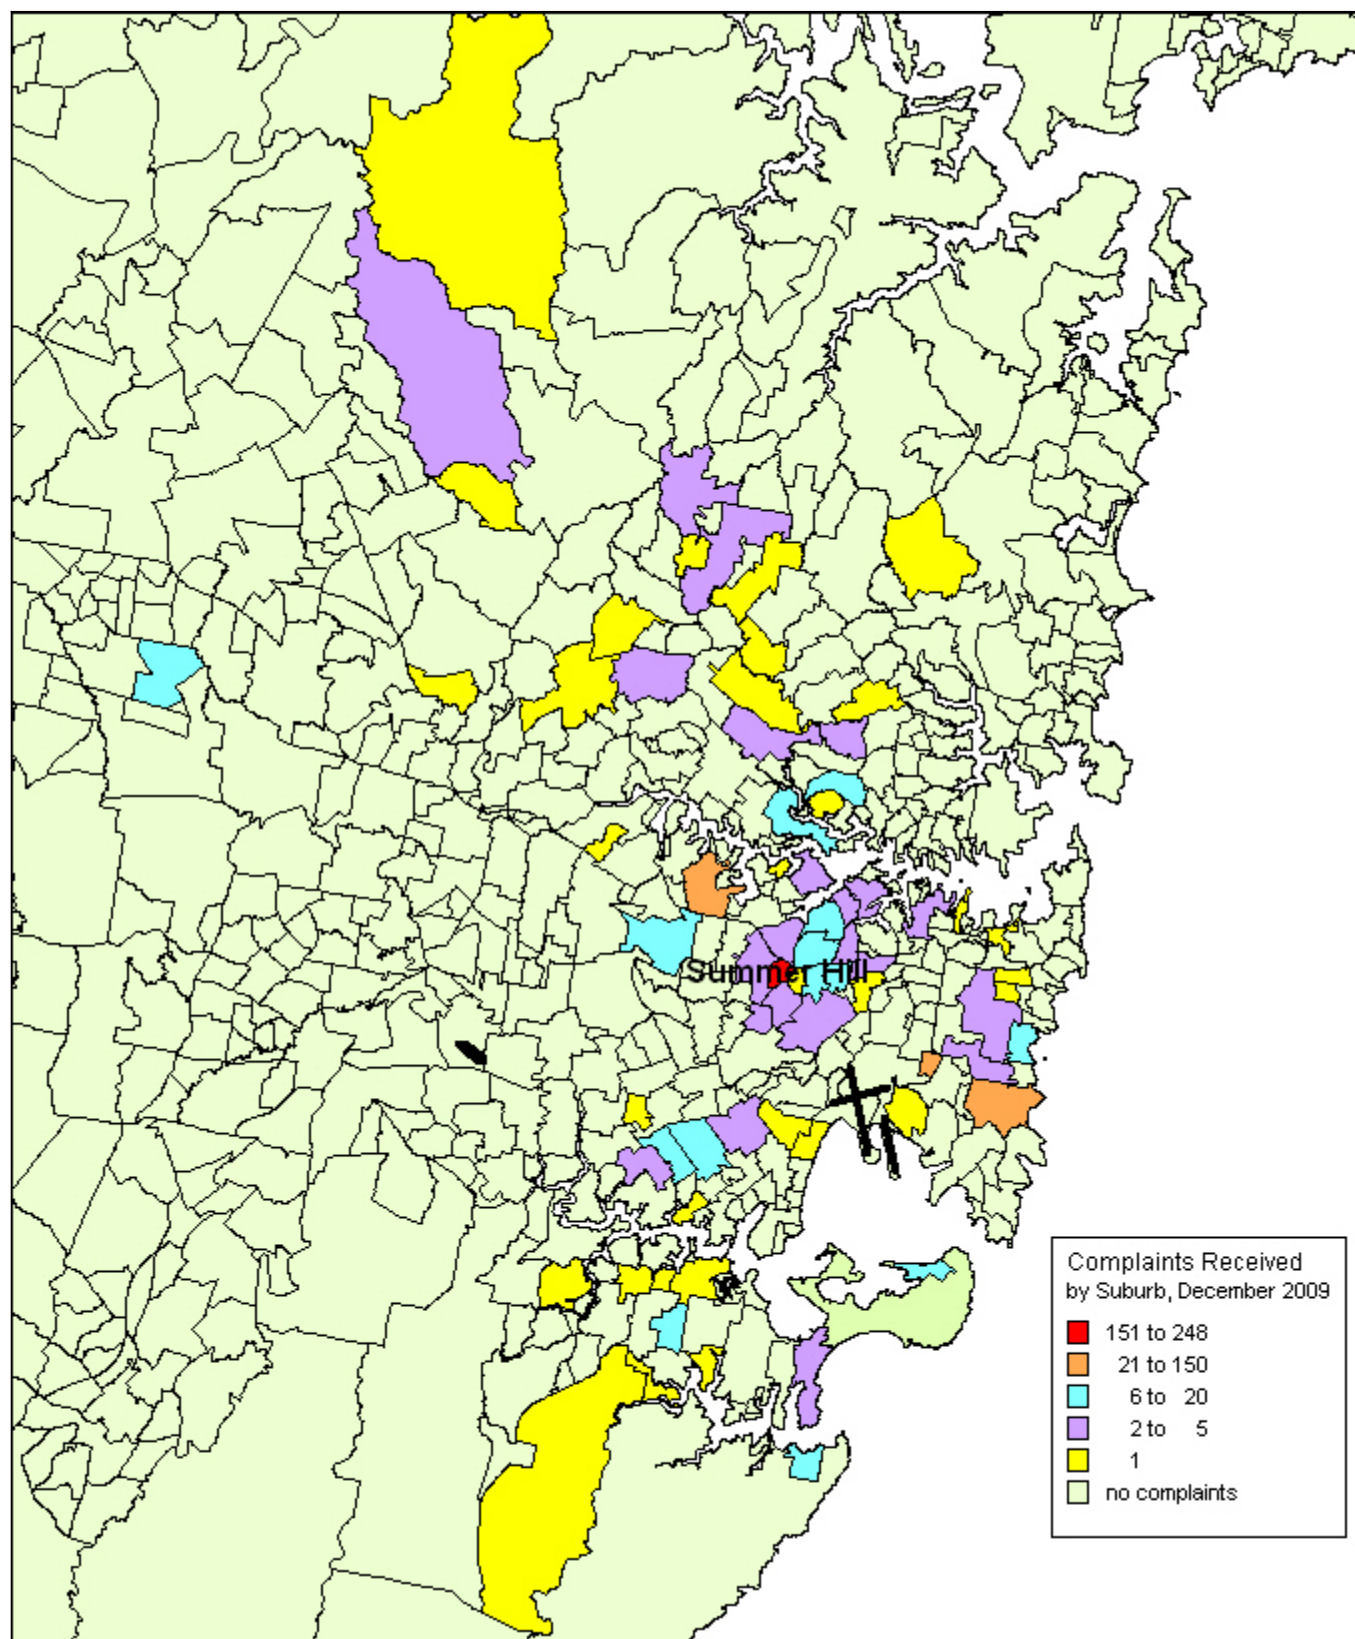 Summer Hill
Complaints Received
by Suburb, December 2009
151 to 248
21 to 150
6 to 20
2 to 5
1
no complaints